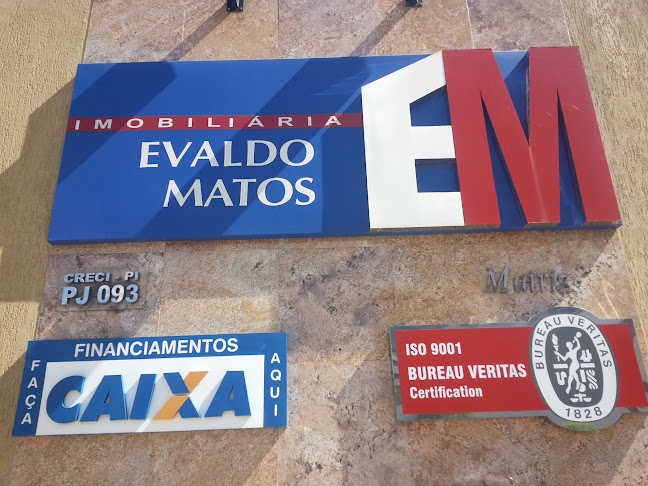 IMOBILIÁRIA
EVALDO
MATOS
EM
CRECI - PI
PJ 093
Matriz
FAÇA
FINANCIAMENTOS
AQUI
CAIXA
ISO 9001
BUREAU VERITAS
Certification
BUREAU VERITAS
1828